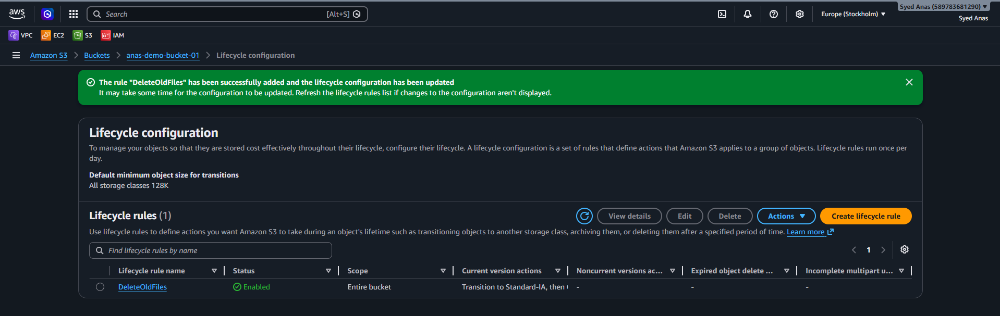 aws
Search [Alt+S]
Europe (Stockholm)
Syed Anas (589783681290)
Syed Anas
VPC EC2 S3 IAM
Amazon S3 Buckets anas-demo-bucket-01 Lifecycle configuration
The rule "DeleteOldFiles" has been successfully added and the lifecycle configuration has been updated
It may take some time for the configuration to be updated. Refresh the lifecycle rules list if changes to the configuration aren't displayed.
Lifecycle configuration
To manage your objects so that they are stored cost effectively throughout their lifecycle, configure their lifecycle. A lifecycle configuration is a set of rules that define actions that Amazon S3 applies to a group of objects. Lifecycle rules run once per
day.
Default minimum object size for transitions
All storage classes 128K
Lifecycle rules (1)
View details Edit Delete Actions Create lifecycle rule
Use lifecycle rules to define actions you want Amazon S3 to take during an object's lifetime such as transitioning objects to another storage class, archiving them, or deleting them after a specified period of time. Learn more
Find lifecycle rules by name
1
Lifecycle rule name Status Scope Current version actions Noncurrent versions ac... Expired object delete ... Incomplete multipart u...
DeleteOldFiles Enabled Entire bucket Transition to Standard-IA, then - - -